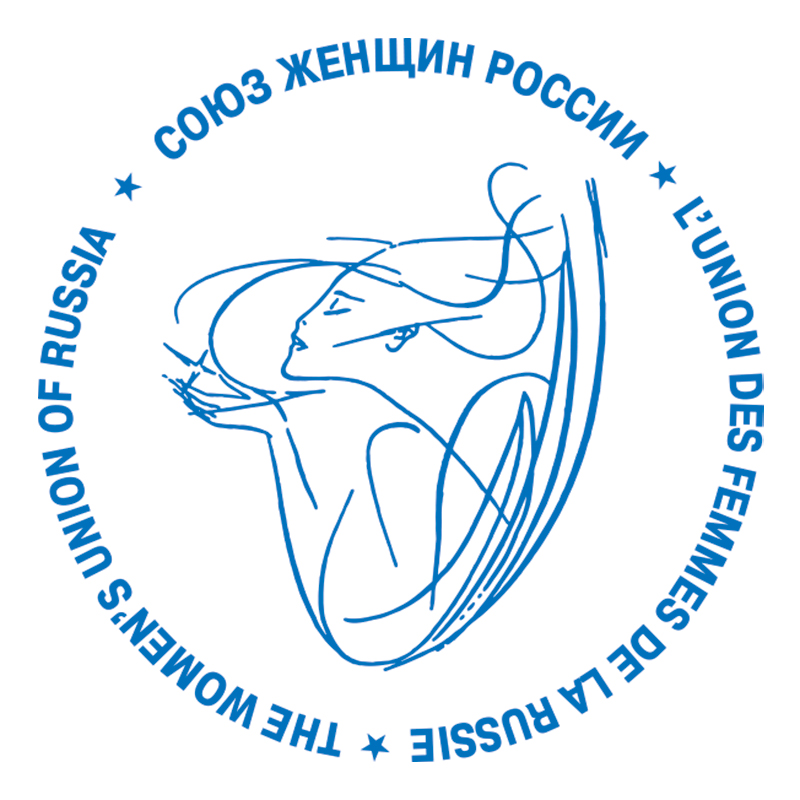 СОЮЗ ЖЕНЩИН РОССИИ
L'UNION DES FEMMES DE LA RUSSIE
THE WOMEN'S UNION OF RUSSIA